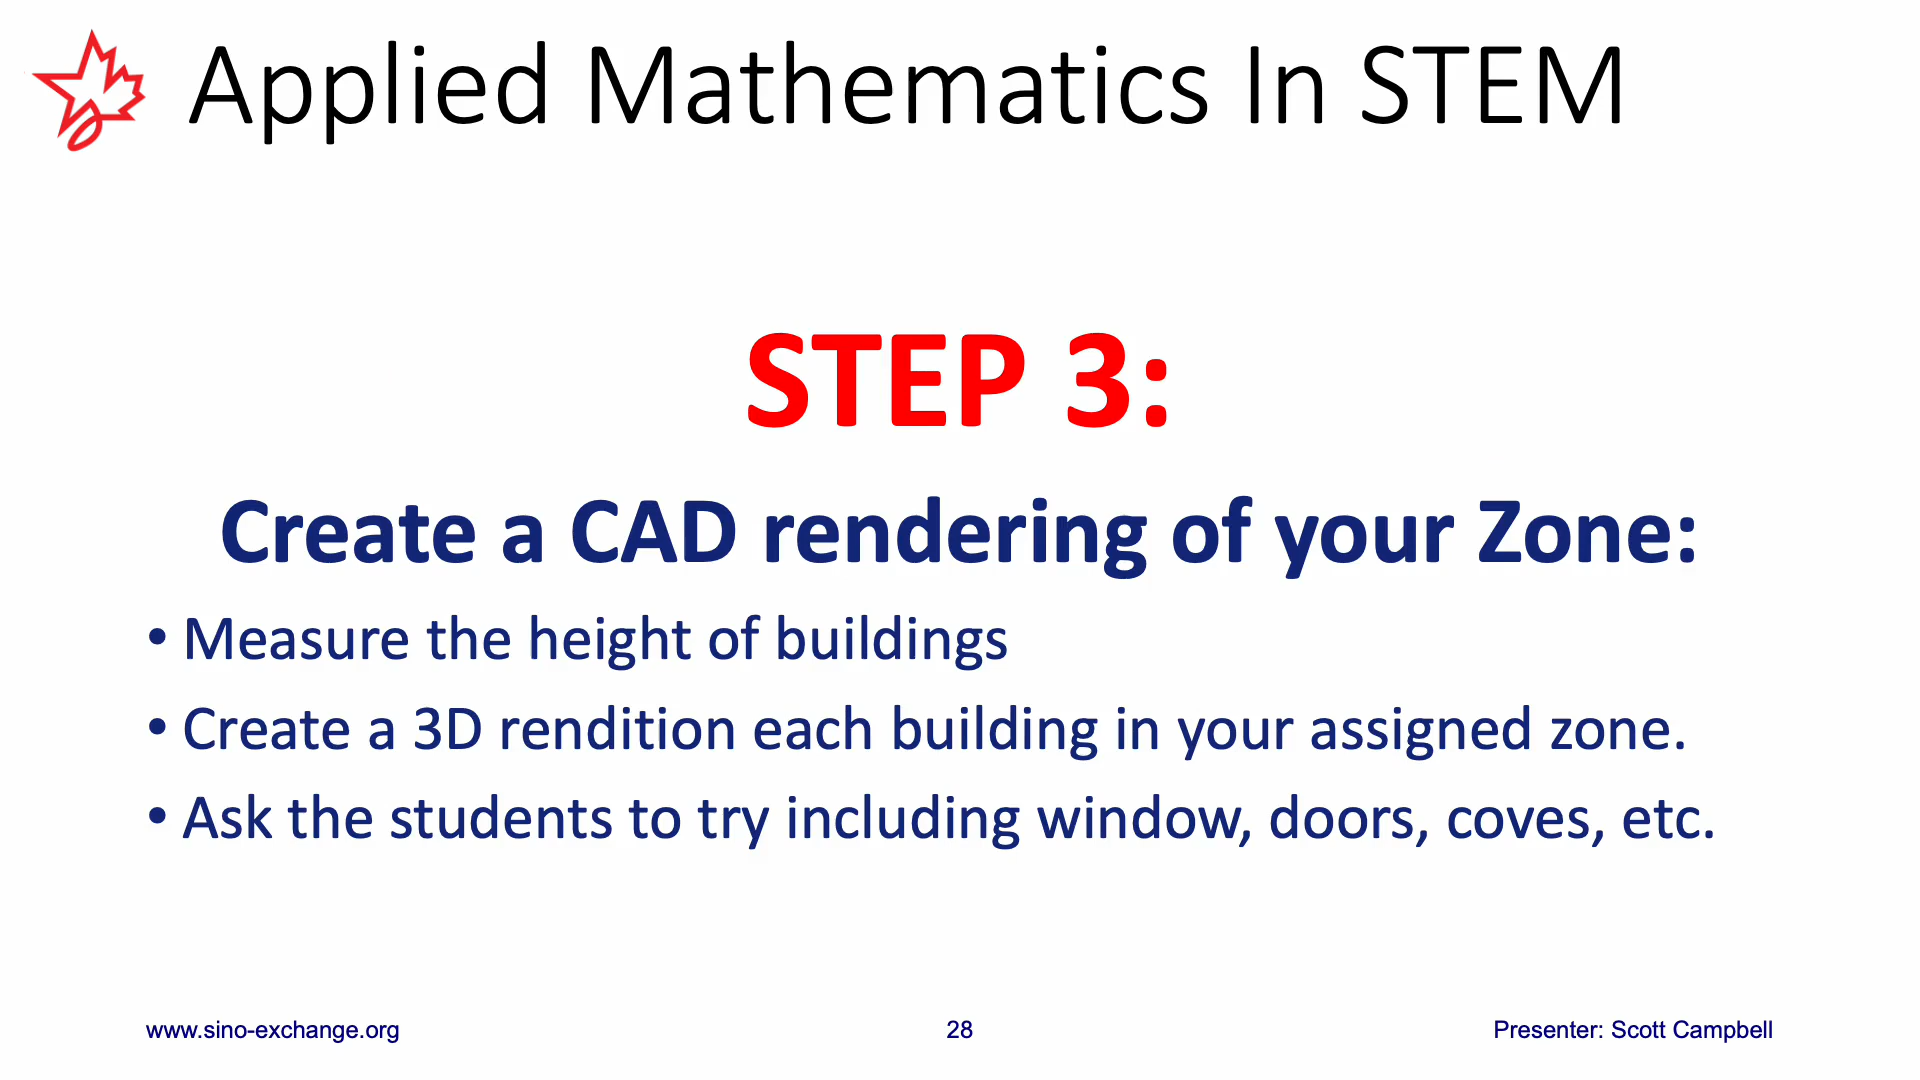 Applied Mathematics In STEM
STEP 3:
Create a CAD rendering of your Zone:
• Measure the height of buildings
• Create a 3D rendition each building in your assigned zone.
• Ask the students to try including window, doors, coves, etc.
www.sino-exchange.org
28
Presenter: Scott Campbell